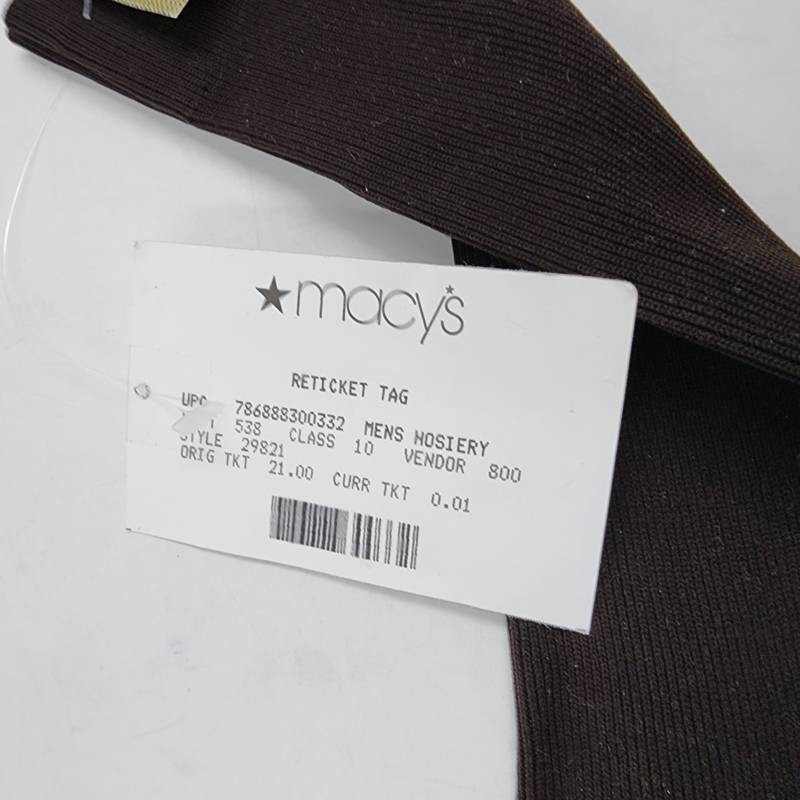 macy's
RETICKET TAG
UPC 786888300332 MENS HOSIERY
538 CLASS 10 VENDOR 800
STYLE 29821
ORIG TKT 21.00 CURR TKT 0.01